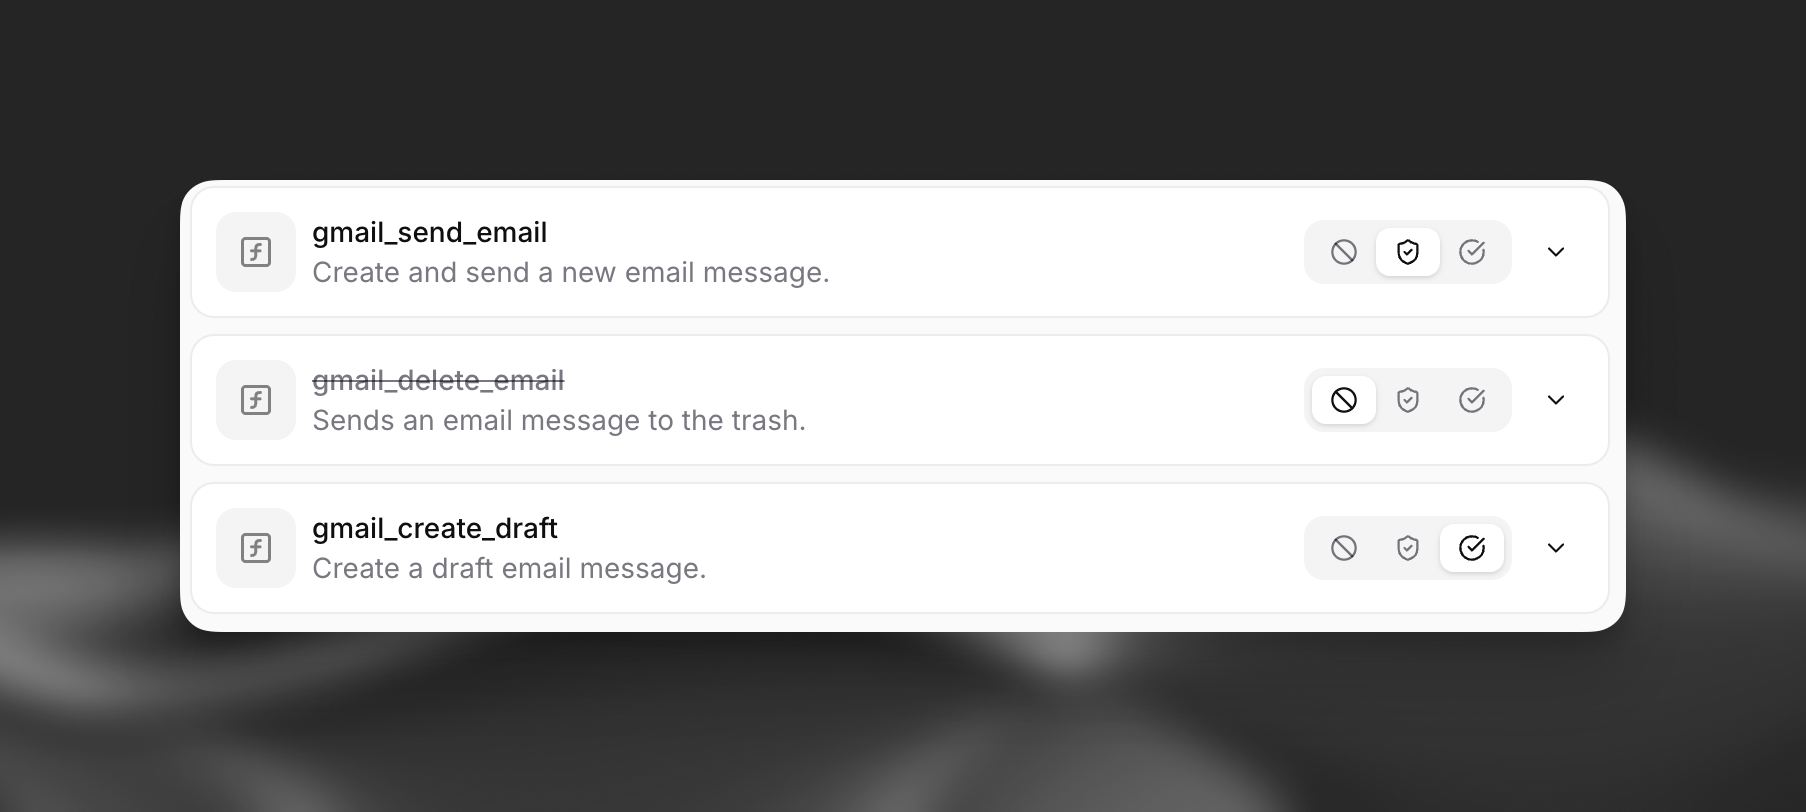 gmail_send_email
Create and send a new email message.
gmail_delete_email
Sends an email message to the trash.
gmail_create_draft
Create a draft email message.